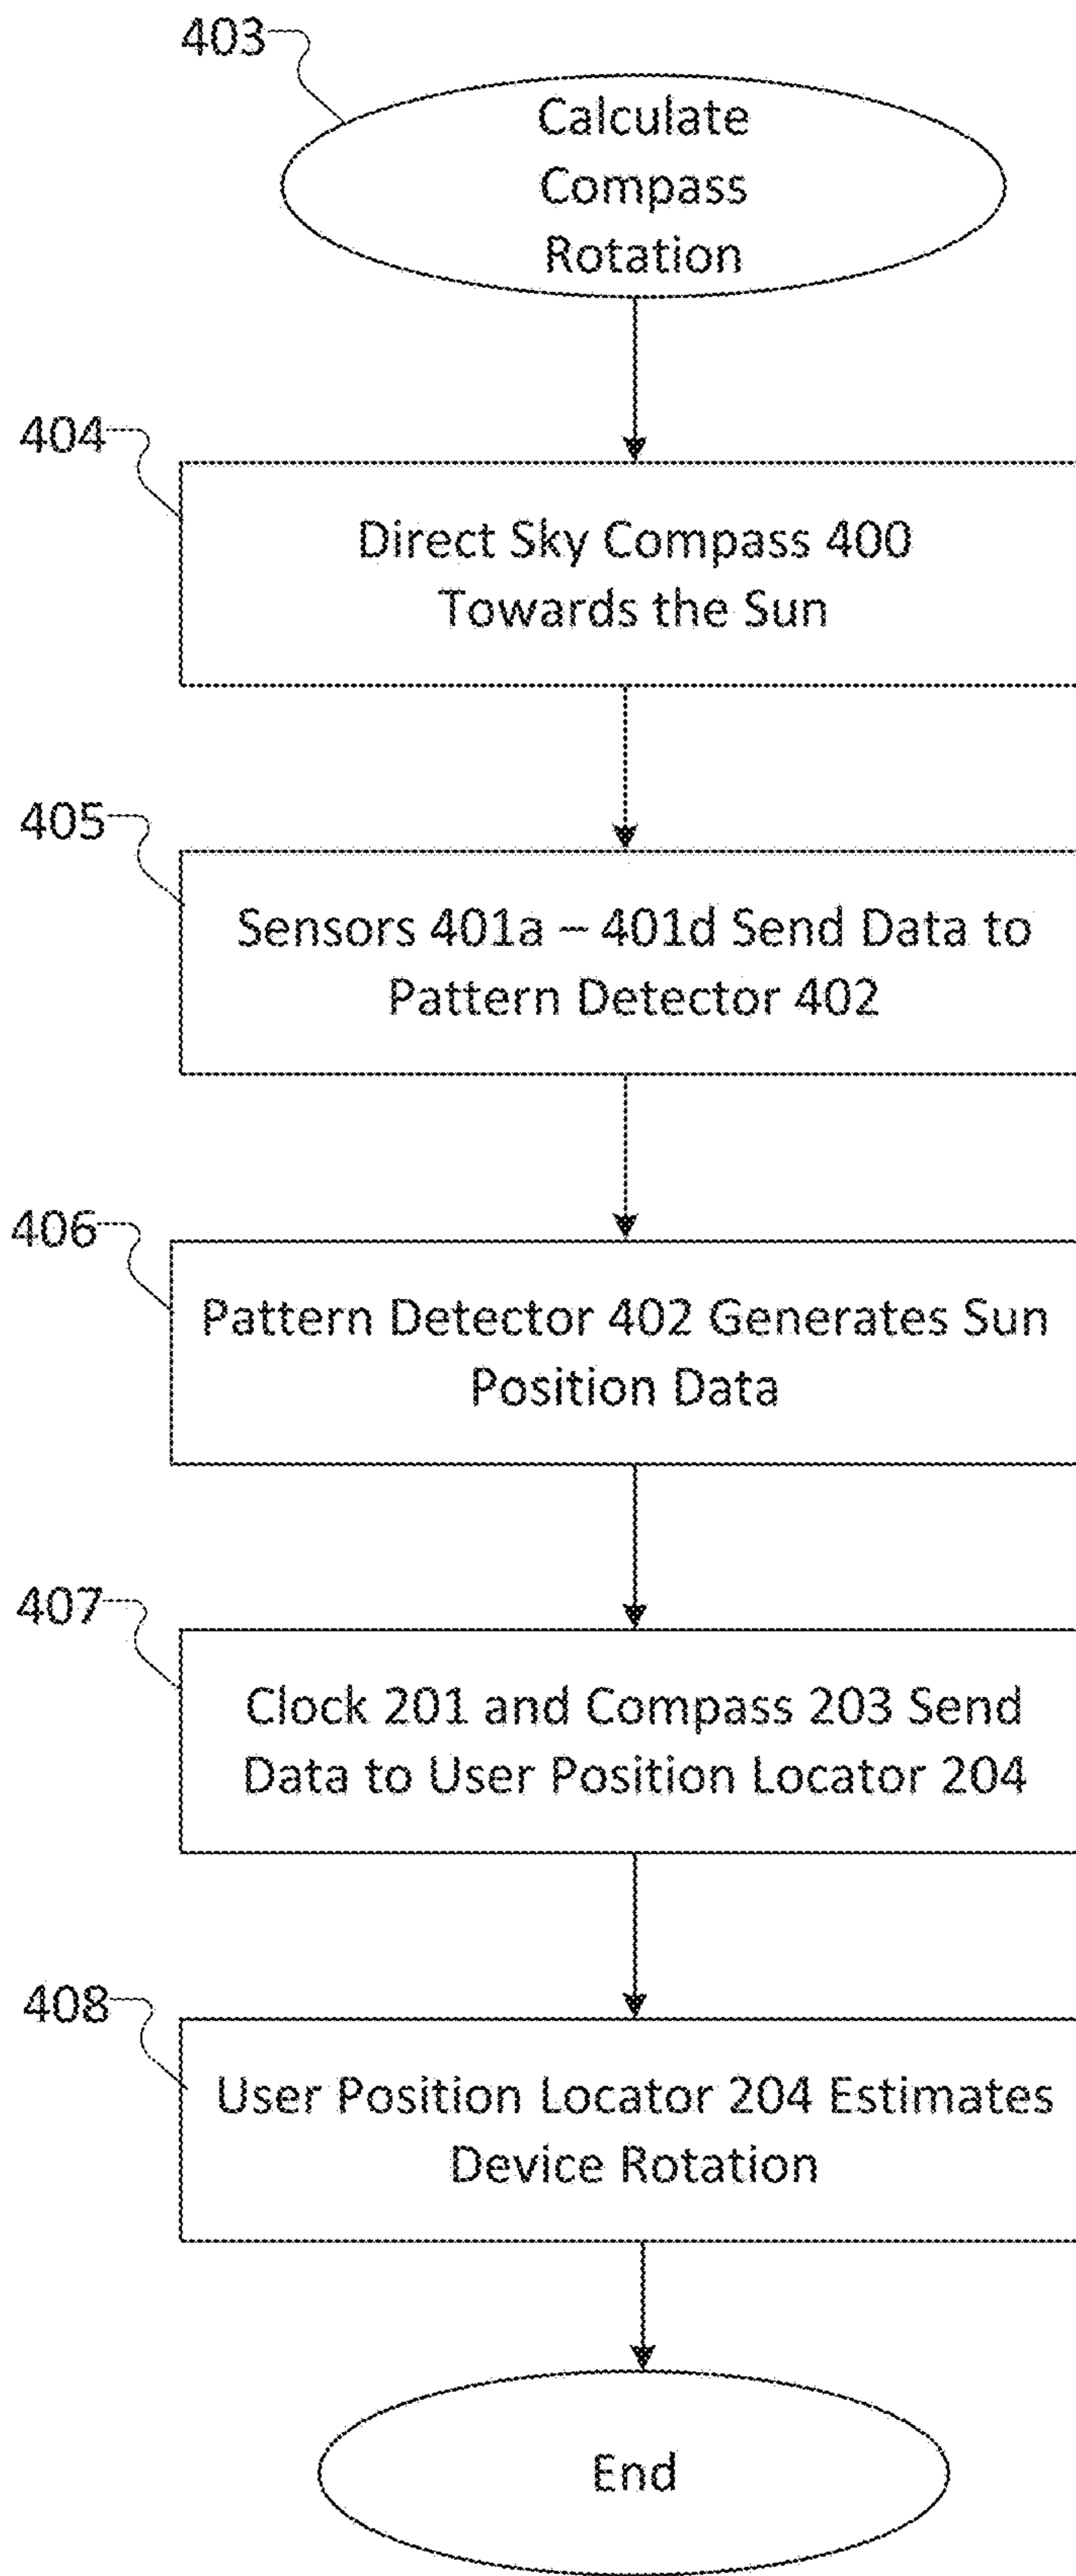 403
Calculate
Compass
Rotation
404
Direct Sky Compass 400
Towards the Sun
405
Sensors 401a – 401d Send Data to
Pattern Detector 402
406
Pattern Detector 402 Generates Sun
Position Data
407
Clock 201 and Compass 203 Send
Data to User Position Locator 204
408
User Position Locator 204 Estimates
Device Rotation
End